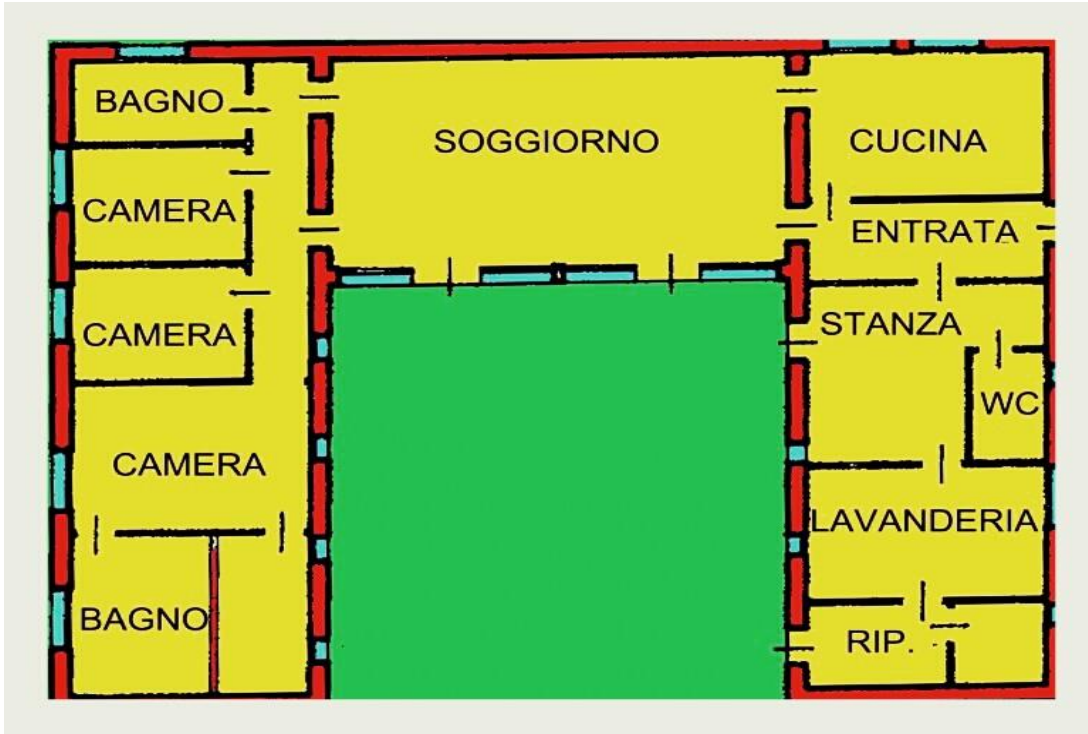 BAGNO
SOGGIORNO
CUCINA
CAMERA
ENTRATA
CAMERA
STANZA
WC
CAMERA
LAVANDERIA
BAGNO
RIP.